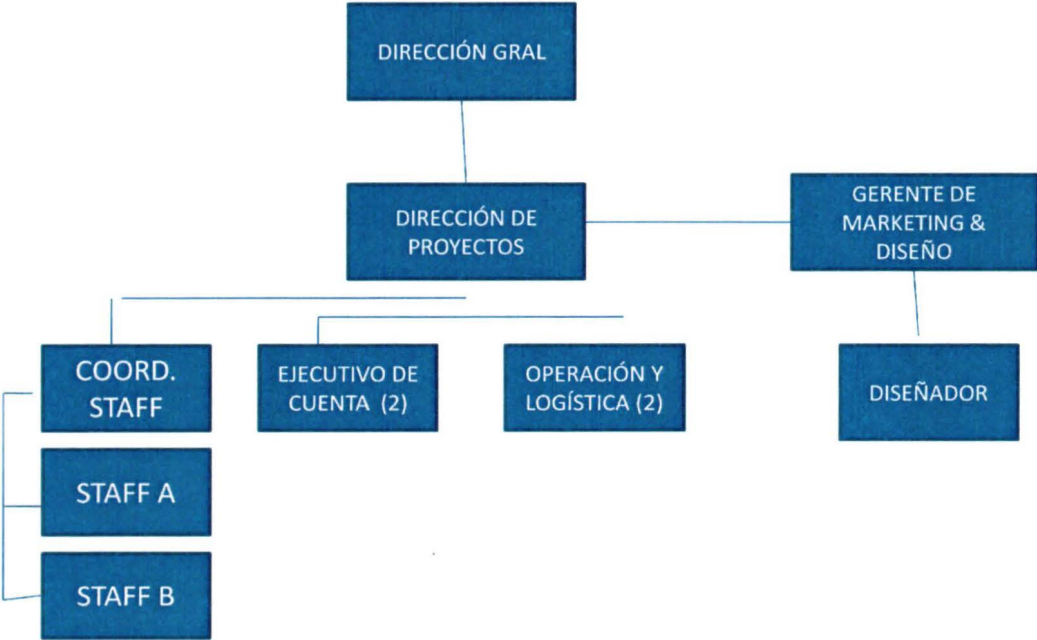 DIRECCIÓN GRAL
DIRECCIÓN DE
PROYECTOS
GERENTE DE
MARKETING &
DISEÑO
COORD.
STAFF
EJECUTIVO DE
CUENTA (2)
OPERACIÓN Y
LOGÍSTICA (2)
DISEÑADOR
STAFF A
STAFF B